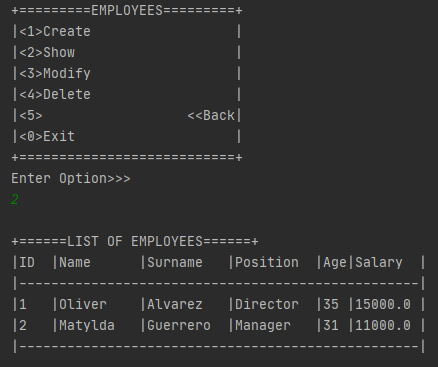 +=========EMPLOYEES=========+
|<1>Create                  |
|<2>Show                    |
|<3>Modify                  |
|<4>Delete                  |
|<5>                  <<Back|
|<0>Exit                    |
+===========================+
Enter Option>>>
2
+======LIST OF EMPLOYEES======+
|ID  |Name      |Surname   |Position  |Age|Salary  |
|--------------------------------------------------|
|1   |Oliver    |Alvarez   |Director  |35 |15000.0 |
|2   |Matylda   |Guerrero  |Manager   |31 |11000.0 |
|--------------------------------------------------|